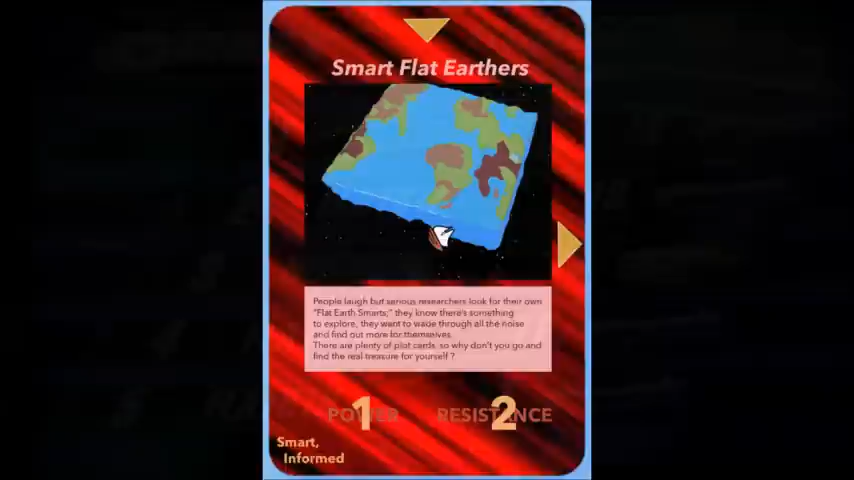 Smart Flat Earthers
People laugh but serious researchers look for their own
"Flat Earth Smarts;" they know there's something
to explore, they want to wade through all the noise
and find out more for themselves.
There are plenty of plot cards, so why don't you go and
find the real treasure for yourself ?
POWER 1 RESISTANCE 2
Smart,
Informed